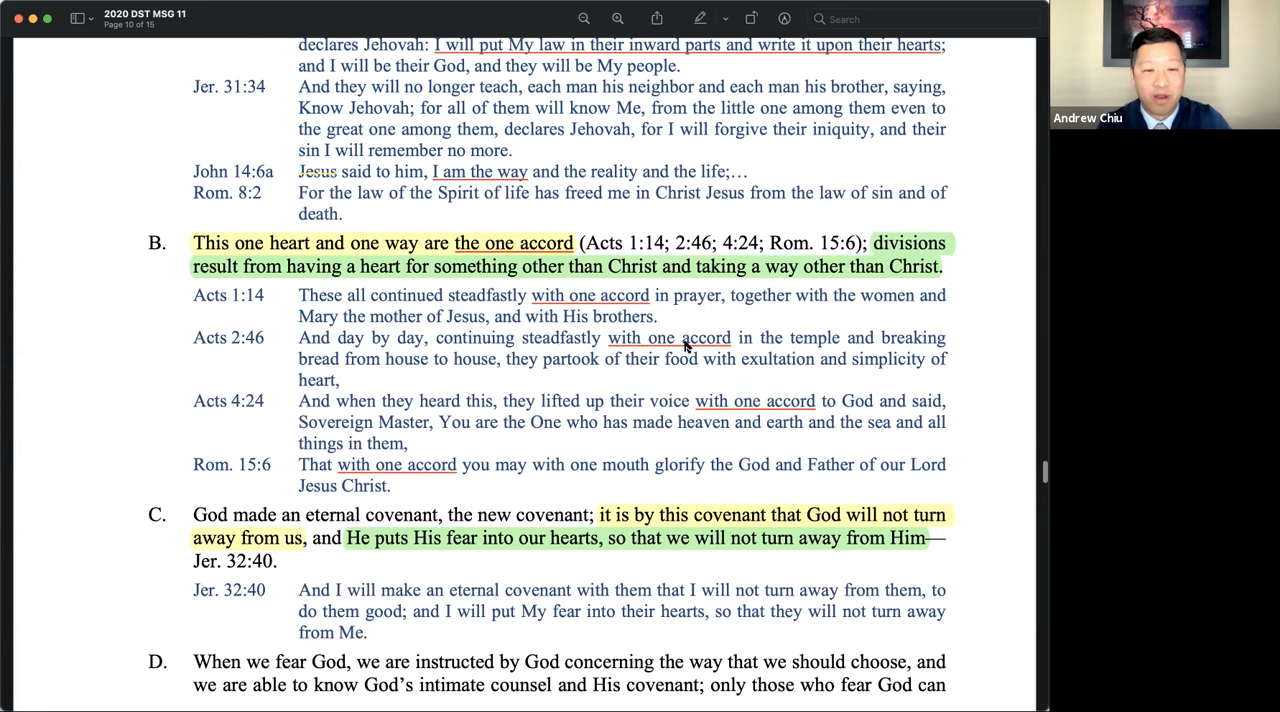 2020 DST MSG 11
Page 10 of 15
Search
declares Jehovah: I will put My law in their inward parts and write it upon their hearts;
and I will be their God, and they will be My people.
Jer. 31:34 And they will no longer teach, each man his neighbor and each man his brother, saying,
Know Jehovah; for all of them will know Me, from the little one among them even to
the great one among them, declares Jehovah, for I will forgive their iniquity, and their
sin I will remember no more.
John 14:6a Jesus said to him, I am the way and the reality and the life;…
Rom. 8:2 For the law of the Spirit of life has freed me in Christ Jesus from the law of sin and of
death.
B. This one heart and one way are the one accord (Acts 1:14; 2:46; 4:24; Rom. 15:6); divisions
result from having a heart for something other than Christ and taking a way other than Christ.
Acts 1:14 These all continued steadfastly with one accord in prayer, together with the women and
Mary the mother of Jesus, and with His brothers.
Acts 2:46 And day by day, continuing steadfastly with one accord in the temple and breaking
bread from house to house, they partook of their food with exultation and simplicity of
heart,
Acts 4:24 And when they heard this, they lifted up their voice with one accord to God and said,
Sovereign Master, You are the One who has made heaven and earth and the sea and all
things in them,
Rom. 15:6 That with one accord you may with one mouth glorify the God and Father of our Lord
Jesus Christ.
C. God made an eternal covenant, the new covenant; it is by this covenant that God will not turn
away from us, and He puts His fear into our hearts, so that we will not turn away from Him—
Jer. 32:40.
Jer. 32:40 And I will make an eternal covenant with them that I will not turn away from them, to
do them good; and I will put My fear into their hearts, so that they will not turn away
from Me.
D. When we fear God, we are instructed by God concerning the way that we should choose, and
we are able to know God's intimate counsel and His covenant; only those who fear God can
Andrew Chiu